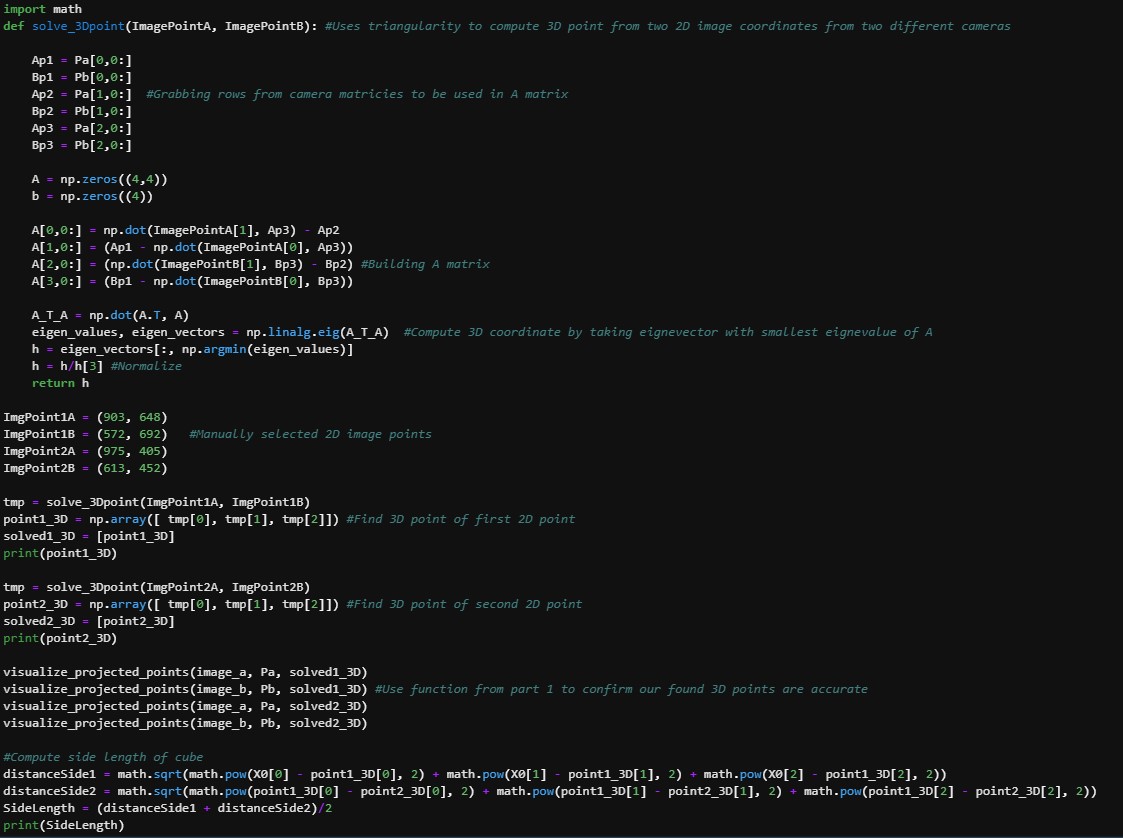 import math
def solve_3Dpoint(ImagePointA, ImagePointB): #Uses triangularity to compute 3D point from two 2D image coordinates from two different cameras
    Ap1 = Pa[0,0:]
    Bp1 = Pb[0,0:]
    Ap2 = Pa[1,0:]  #Grabbing rows from camera matricies to be used in A matrix
    Bp2 = Pb[1,0:]
    Ap3 = Pa[2,0:]
    Bp3 = Pb[2,0:]
    A = np.zeros((4,4))
    b = np.zeros((4))
    A[0,0:] = np.dot(ImagePointA[1], Ap3) - Ap2
    A[1,0:] = (Ap1 - np.dot(ImagePointA[0], Ap3))
    A[2,0:] = (np.dot(ImagePointB[1], Bp3) - Bp2) #Building A matrix
    A[3,0:] = (Bp1 - np.dot(ImagePointB[0], Bp3))
    A_T_A = np.dot(A.T, A)
    eigen_values, eigen_vectors = np.linalg.eig(A_T_A)  #Compute 3D coordinate by taking eignevector with smallest eignevalue of A
    h = eigen_vectors[:, np.argmin(eigen_values)]
    h = h/h[3] #Normalize
    return h
ImgPoint1A = (903, 648)
ImgPoint1B = (572, 692)   #Manually selected 2D image points
ImgPoint2A = (975, 405)
ImgPoint2B = (613, 452)
tmp = solve_3Dpoint(ImgPoint1A, ImgPoint1B)
point1_3D = np.array([ tmp[0], tmp[1], tmp[2]]) #Find 3D point of first 2D point
solved1_3D = [point1_3D]
print(point1_3D)
tmp = solve_3Dpoint(ImgPoint2A, ImgPoint2B)
point2_3D = np.array([ tmp[0], tmp[1], tmp[2]]) #Find 3D point of second 2D point
solved2_3D = [point2_3D]
print(point2_3D)
visualize_projected_points(image_a, Pa, solved1_3D)
visualize_projected_points(image_b, Pb, solved1_3D) #Use function from part 1 to confirm our found 3D points are accurate
visualize_projected_points(image_a, Pa, solved2_3D)
visualize_projected_points(image_b, Pb, solved2_3D)
#Compute side length of cube
distanceSide1 = math.sqrt(math.pow(X0[0] - point1_3D[0], 2) + math.pow(X0[1] - point1_3D[1], 2) + math.pow(X0[2] - point1_3D[2], 2))
distanceSide2 = math.sqrt(math.pow(point1_3D[0] - point2_3D[0], 2) + math.pow(point1_3D[1] - point2_3D[1], 2) + math.pow(point1_3D[2] - point2_3D[2], 2))
SideLength = (distanceSide1 + distanceSide2)/2
print(SideLength)